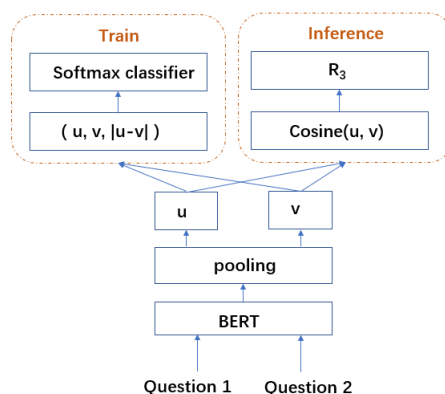 Train
Inference
Softmax classifier
R₃
( u, v, |u-v| )
Cosine(u, v)
u
v
pooling
BERT
Question 1
Question 2